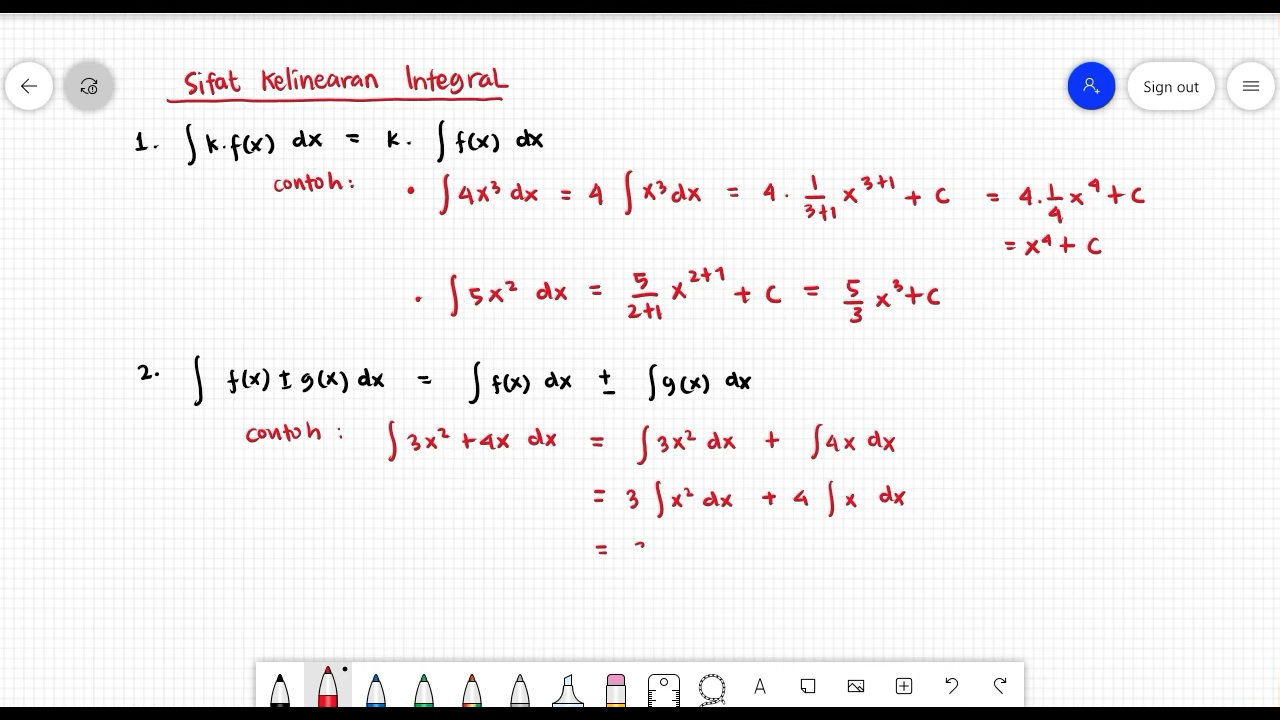 Sifat Kelinearan Integral
Sign out
1. ∫ k.f(x) dx = k. ∫ f(x) dx
contoh: • ∫ 4x³ dx = 4 ∫ x³ dx = 4 · 1/(3+1) x^(3+1) + C = 4 · 1/4 x⁴ + C
= x⁴ + C
• ∫ 5x² dx = 5/(2+1) x^(2+1) + C = 5/3 x³ + C
2. ∫ f(x) ± g(x) dx = ∫ f(x) dx ± ∫ g(x) dx
contoh : ∫ 3x² + 4x dx = ∫ 3x² dx + ∫ 4x dx
= 3 ∫ x² dx + 4 ∫ x dx
=
A